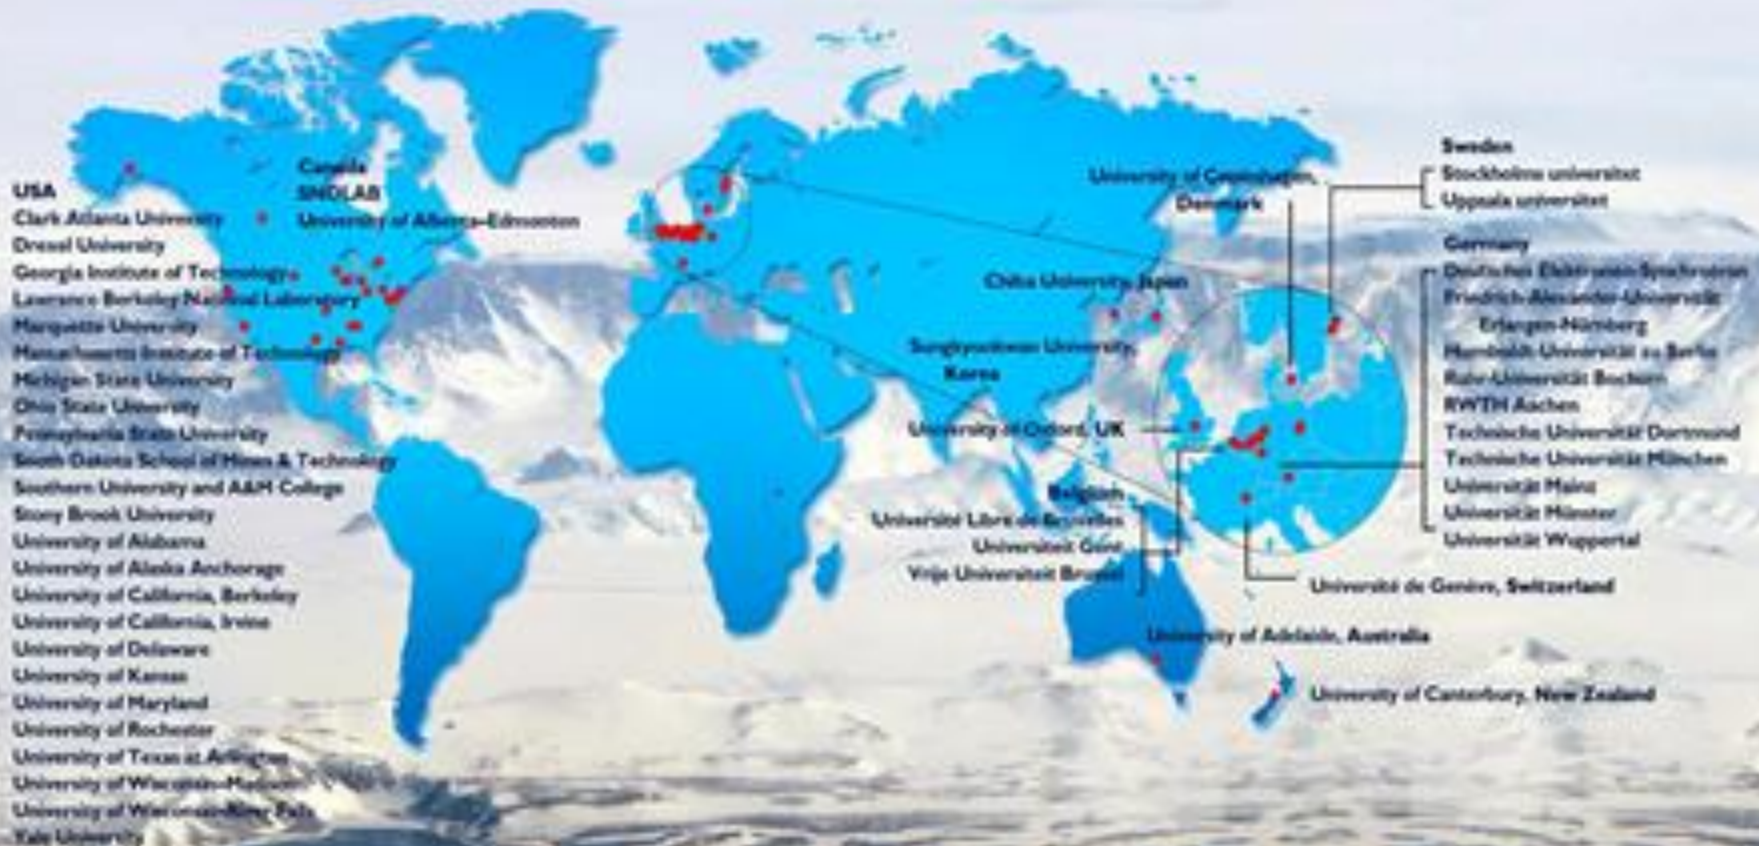 USA
Clark Atlanta University
Drexel University
Georgia Institute of Technology
Lawrence Berkeley National Laboratory
Marquette University
Massachusetts Institute of Technology
Michigan State University
Ohio State University
Pennsylvania State University
South Dakota School of Mines & Technology
Southern University and A&M College
Stony Brook University
University of Alabama
University of Alaska Anchorage
University of California, Berkeley
University of California, Irvine
University of Delaware
University of Kansas
University of Maryland
University of Rochester
University of Texas at Arlington
University of Wisconsin–Madison
University of Wisconsin–River Falls
Yale University
Canada
SNOLAB
University of Alberta–Edmonton
University of Copenhagen,
Denmark
Chiba University, Japan
Sungkyunkwan University,
Korea
University of Oxford, UK
Belgium
Université Libre de Bruxelles
Universiteit Gent
Vrije Universiteit Brussel
Sweden
Stockholms universitet
Uppsala universitet
Germany
Deutsches Elektronen-Synchrotron
Friedrich-Alexander-Universität
Erlangen-Nürnberg
Humboldt-Universität zu Berlin
Ruhr-Universität Bochum
RWTH Aachen
Technische Universität Dortmund
Technische Universität München
Universität Mainz
Universität Münster
Universität Wuppertal
Université de Genève, Switzerland
University of Adelaide, Australia
University of Canterbury, New Zealand